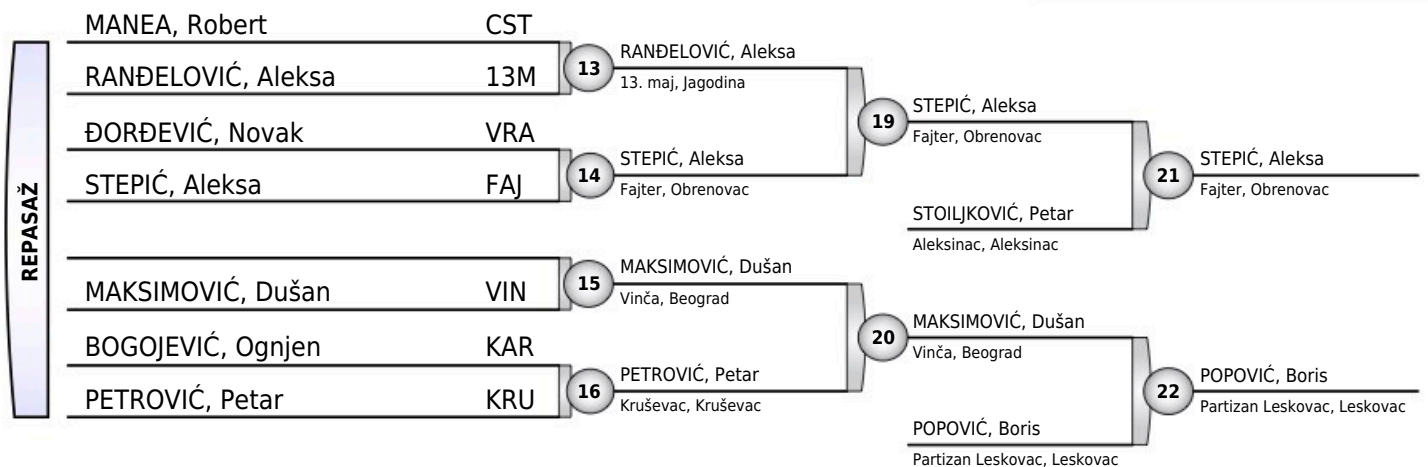 MANEA, Robert CST
RANĐELOVIĆ, Aleksa 13M
ĐORĐEVIĆ, Novak VRA
STEPIĆ, Aleksa FAJ
MAKSIMOVIĆ, Dušan VIN
BOGOJEVIĆ, Ognjen KAR
PETROVIĆ, Petar KRU
REPASAŽ
13
RANĐELOVIĆ, Aleksa
13. maj, Jagodina
14
STEPIĆ, Aleksa
Fajter, Obrenovac
15
MAKSIMOVIĆ, Dušan
Vinča, Beograd
16
PETROVIĆ, Petar
Kruševac, Kruševac
19
STEPIĆ, Aleksa
Fajter, Obrenovac
STOILJKOVIĆ, Petar
Aleksinac, Aleksinac
20
MAKSIMOVIĆ, Dušan
Vinča, Beograd
POPOVIĆ, Boris
Partizan Leskovac, Leskovac
21
STEPIĆ, Aleksa
Fajter, Obrenovac
22
POPOVIĆ, Boris
Partizan Leskovac, Leskovac